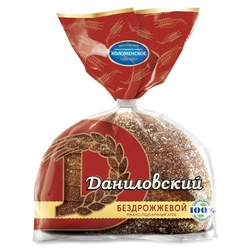 КОЛОМЕНСКОЕ
Даниловский
БЕЗДРОЖЖЕВОЙ
РЖАНО-ПШЕНИЧНЫЙ ХЛЕБ
100%